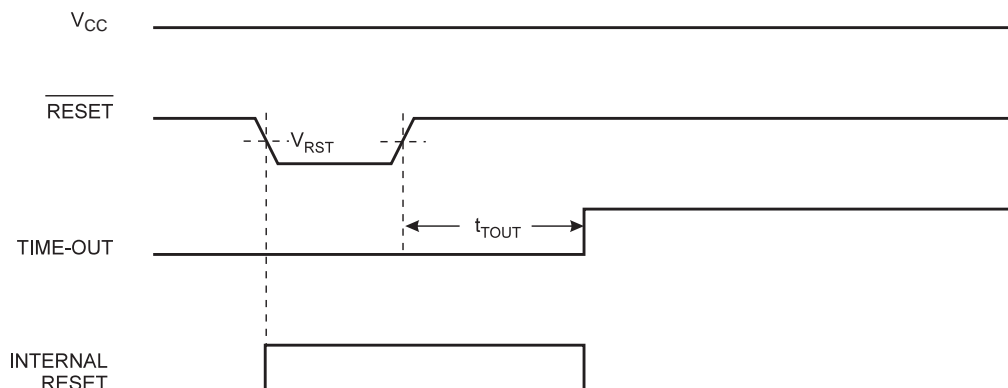 VCC
RESET
VRST
tTOUT
TIME-OUT
INTERNAL
RESET